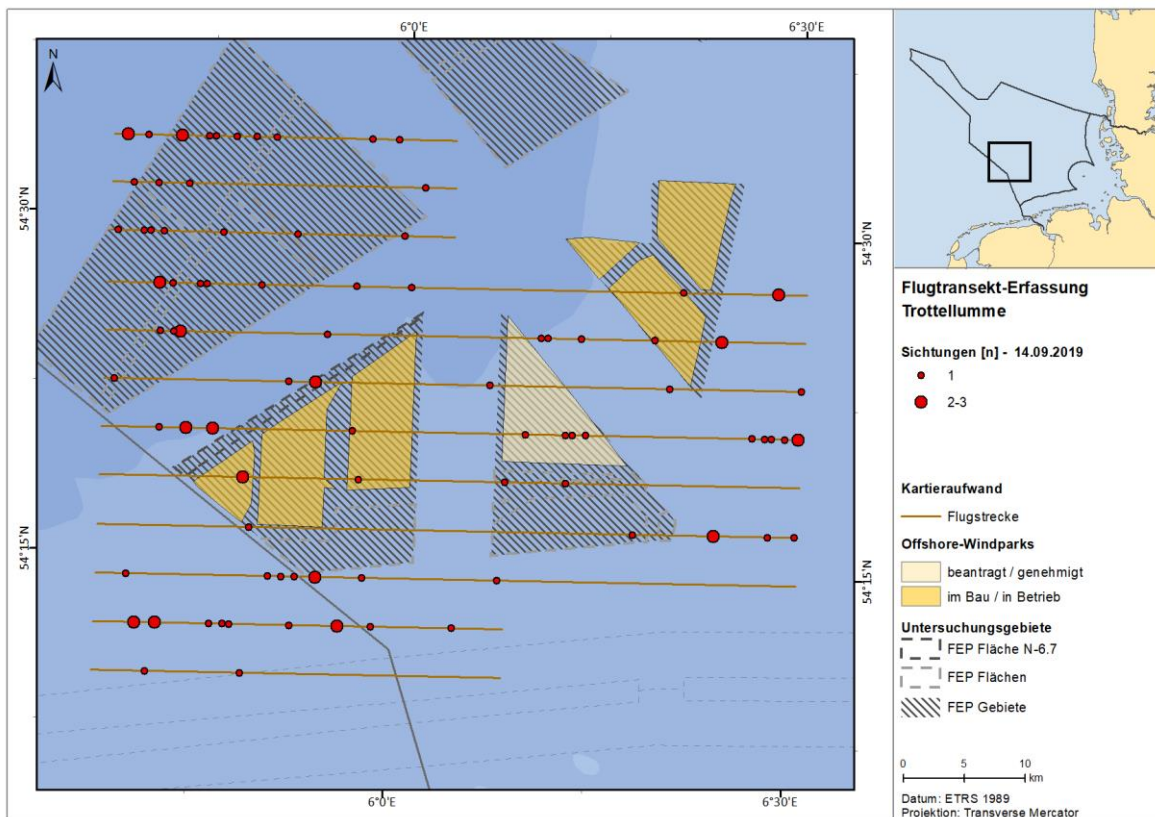 6°0'E
6°30'E
N
54°30'N
54°30'N
54°15'N
54°15'N
6°0'E
6°30'E
Flugtransekt-Erfassung
Trottellumme
Sichtungen [n] - 14.09.2019
1
2-3
Kartieraufwand
Flugstrecke
Offshore-Windparks
beantragt / genehmigt
im Bau / in Betrieb
Untersuchungsgebiete
FEP Fläche N-6.7
FEP Flächen
FEP Gebiete
0 5 10
km
Datum: ETRS 1989
Projektion: Transverse Mercator